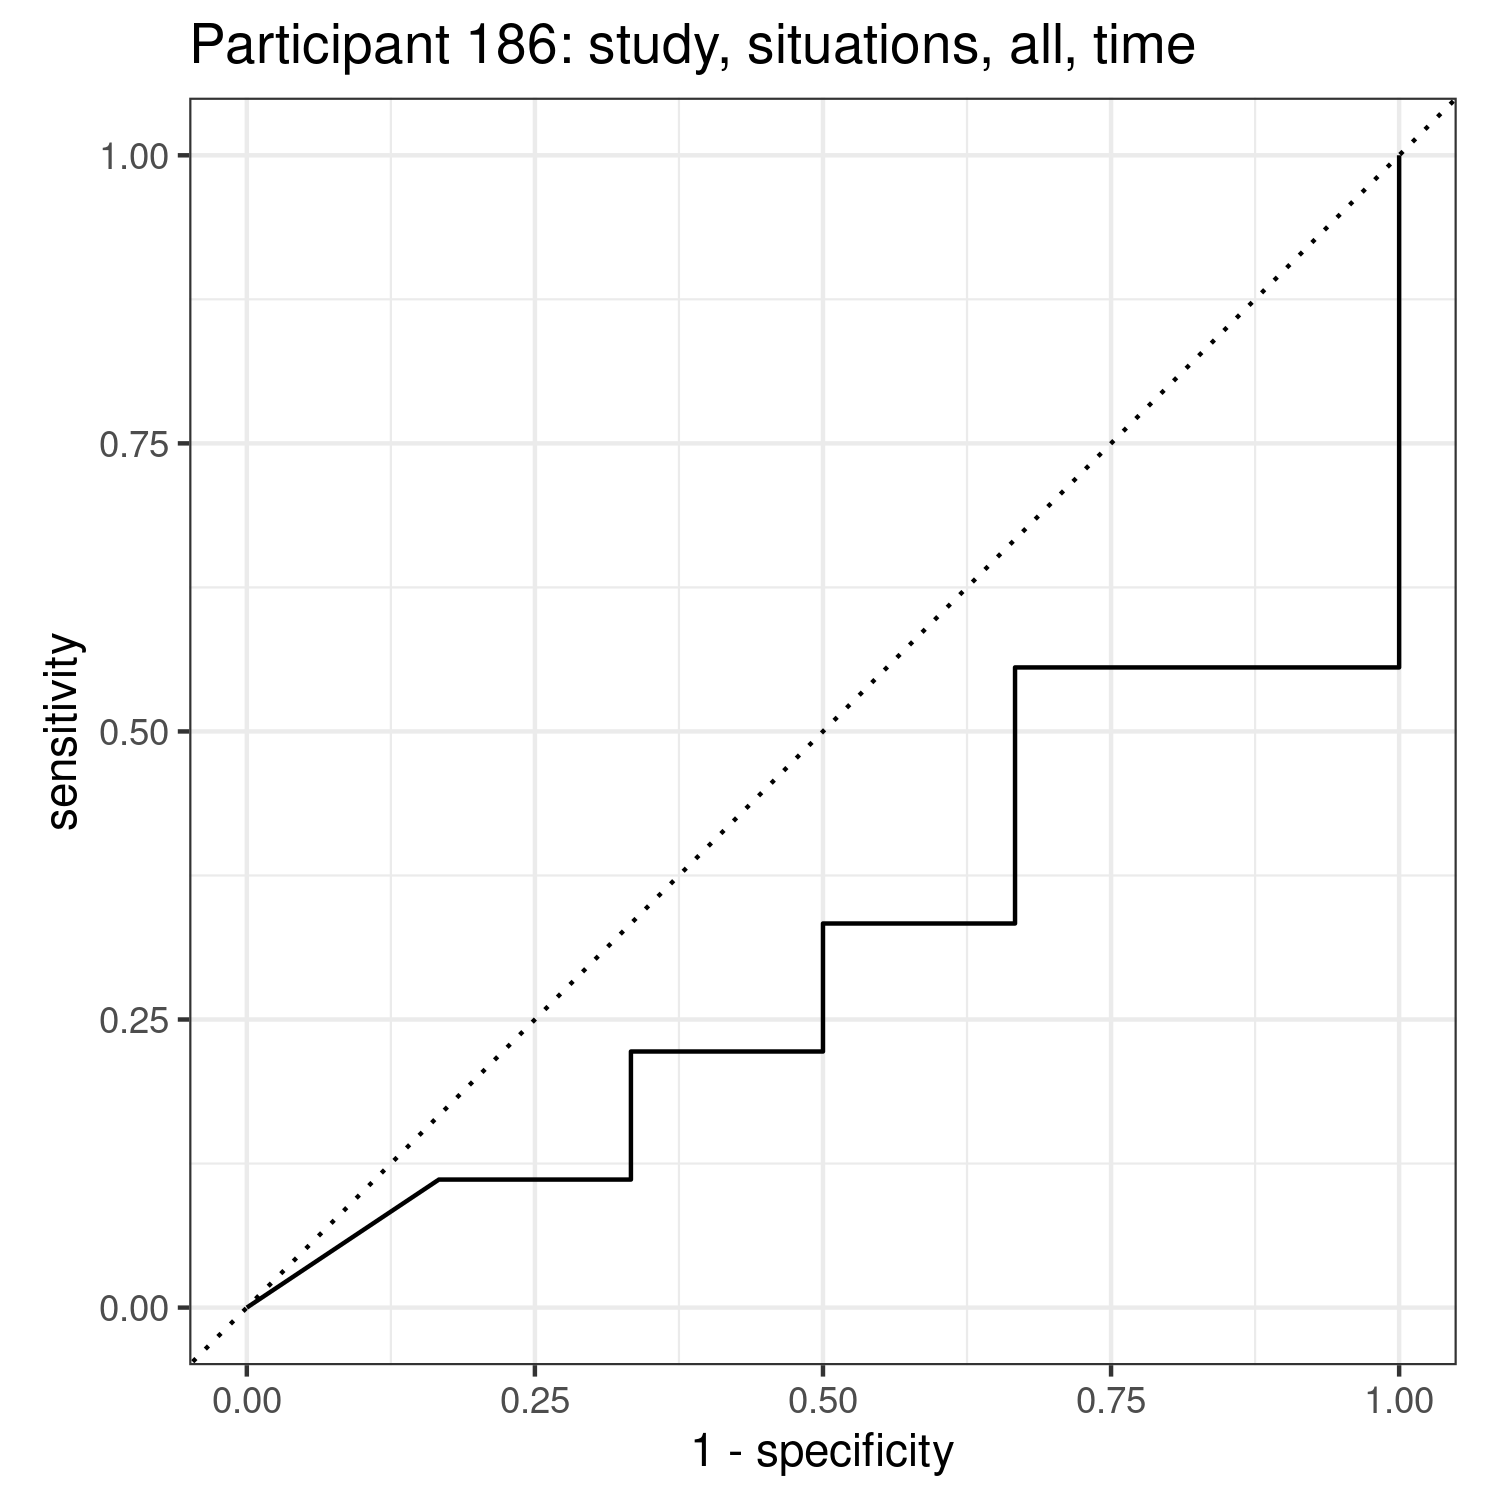 Participant 186: study, situations, all, time
1.00
0.75
0.50
0.25
0.00
sensitivity
0.00 0.25 0.50 0.75 1.00
1 - specificity